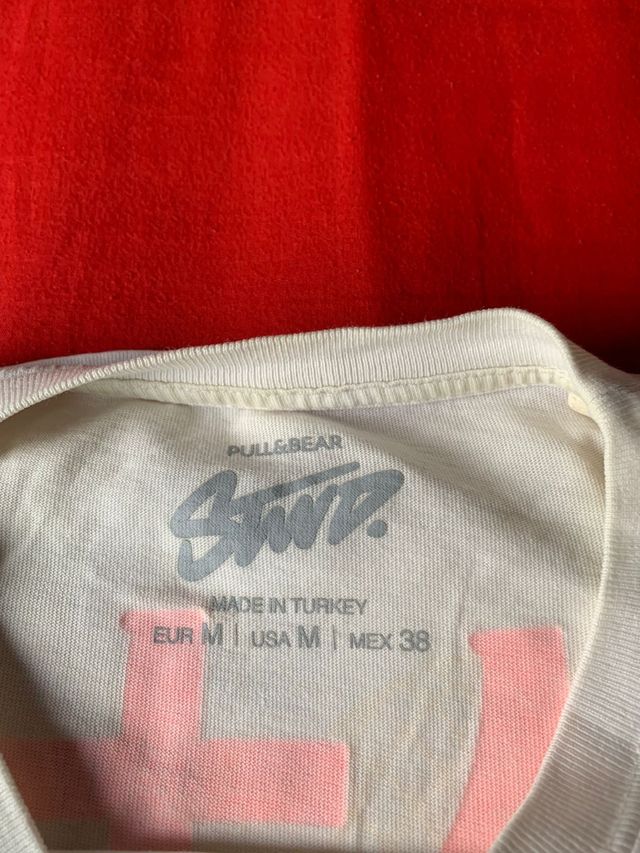 PULL&BEAR
STWD.
MADE IN TURKEY
EUR M | USA M | MEX 38